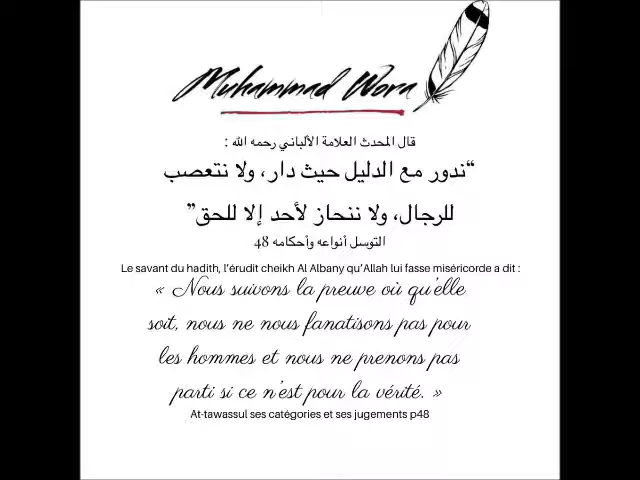 Muhammad Wora
قال المحدث العلامة الألباني رحمه الله :
“ندور مع الدليل حيث دار، ولا نتعصب
للرجال، ولا ننحاز لأحد إلا للحق”
التوسل أنواعه وأحكامه 48
Le savant du hadith, l’érudit cheikh Al Albany qu’Allah lui fasse miséricorde a dit :
« Nous suivons la preuve où qu’elle
soit, nous ne nous fanatisons pas pour
les hommes et nous ne prenons pas
parti si ce n’est pour la vérité. »
At-tawassul ses catégories et ses jugements p48